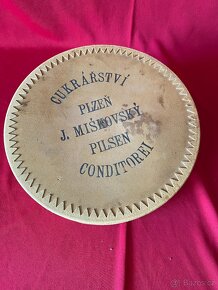 CUKRÁŘSTVÍ
PLZEŇ
J. MIŠKOVSKÝ
PILSEN
CONDITOREI